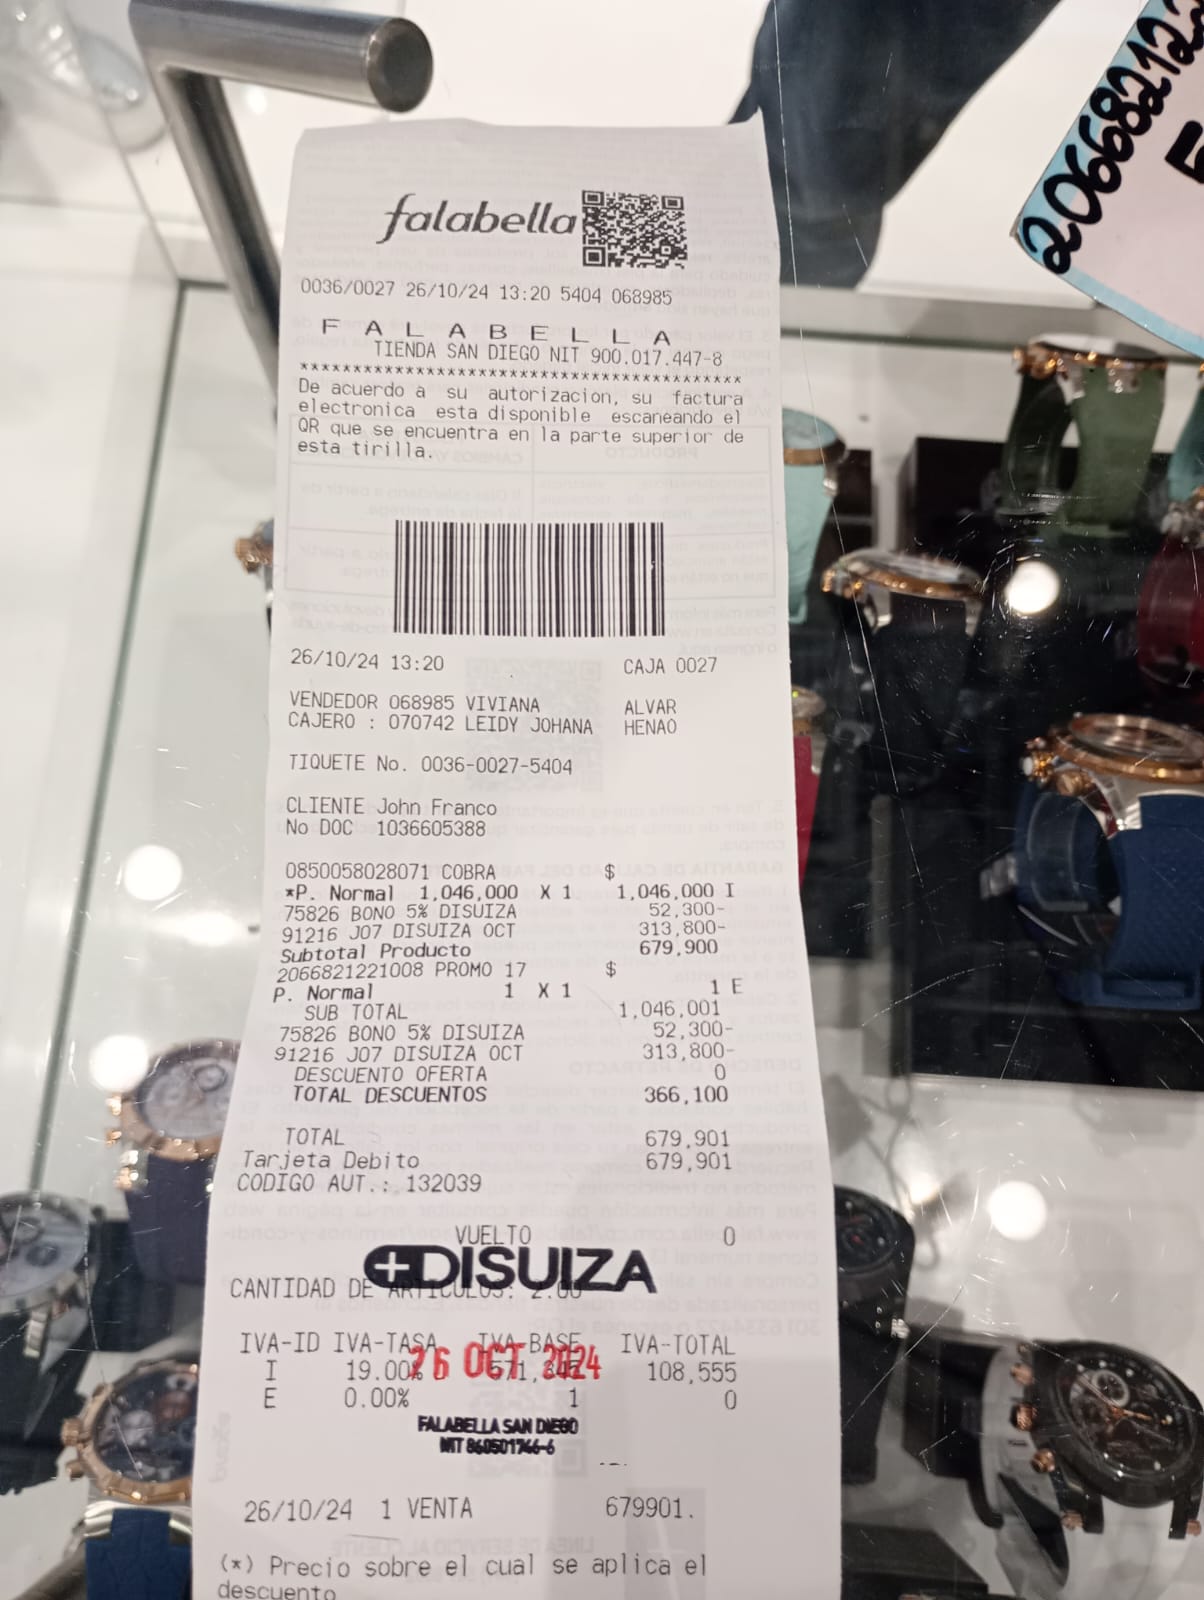 falabella
0036/0027 26/10/24 13:20 5404 068985
F A L A B E L L A
TIENDA SAN DIEGO NIT 900.017.447-8
******************************************
De acuerdo a su autorizacion, su factura
electronica esta disponible escaneando el
QR que se encuentra en la parte superior de
esta tirilla.
26/10/24 13:20 CAJA 0027
VENDEDOR 068985 VIVIANA ALVAR
CAJERO : 070742 LEIDY JOHANA HENAO
TIQUETE No. 0036-0027-5404
CLIENTE John Franco
No DOC 1036605388
0850058028071 COBRA $
*P. Normal 1,046,000 X 1 1,046,000 I
75826 BONO 5% DISUIZA 52,300-
91216 J07 DISUIZA OCT 313,800-
Subtotal Producto 679,900
2066821221008 PROMO 17 $
P. Normal 1 X 1 1 E
SUB TOTAL 1,046,001
75826 BONO 5% DISUIZA 52,300-
91216 J07 DISUIZA OCT 313,800-
DESCUENTO OFERTA 0
TOTAL DESCUENTOS 366,100
TOTAL 679,901
Tarjeta Debito 679,901
CODIGO AUT.: 132039
VUELTO 0
DISUIZA
CANTIDAD DE ARTICULOS: 2.00
IVA-ID IVA-TASA IVA-BASE IVA-TOTAL
26 OCT 2024
I 19.00% 108,555
E 0.00% 1 0
FALABELLA SAN DIEGO
NIT 860501766-6
26/10/24 1 VENTA 679901.
(*) Precio sobre el cual se aplica el
descuento